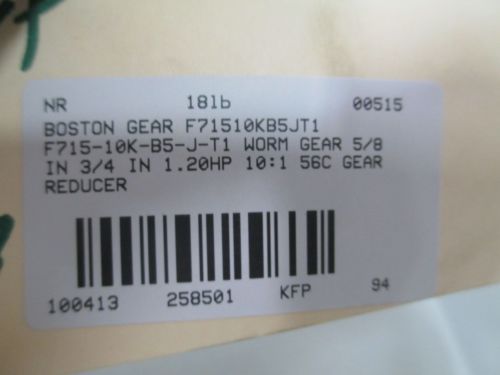 NR 18lb 00515
BOSTON GEAR F71510KB5JT1
F715-10K-B5-J-T1 WORM GEAR 5/8
IN 3/4 IN 1.20HP 10:1 56C GEAR
REDUCER
100413 258501 KFP 94